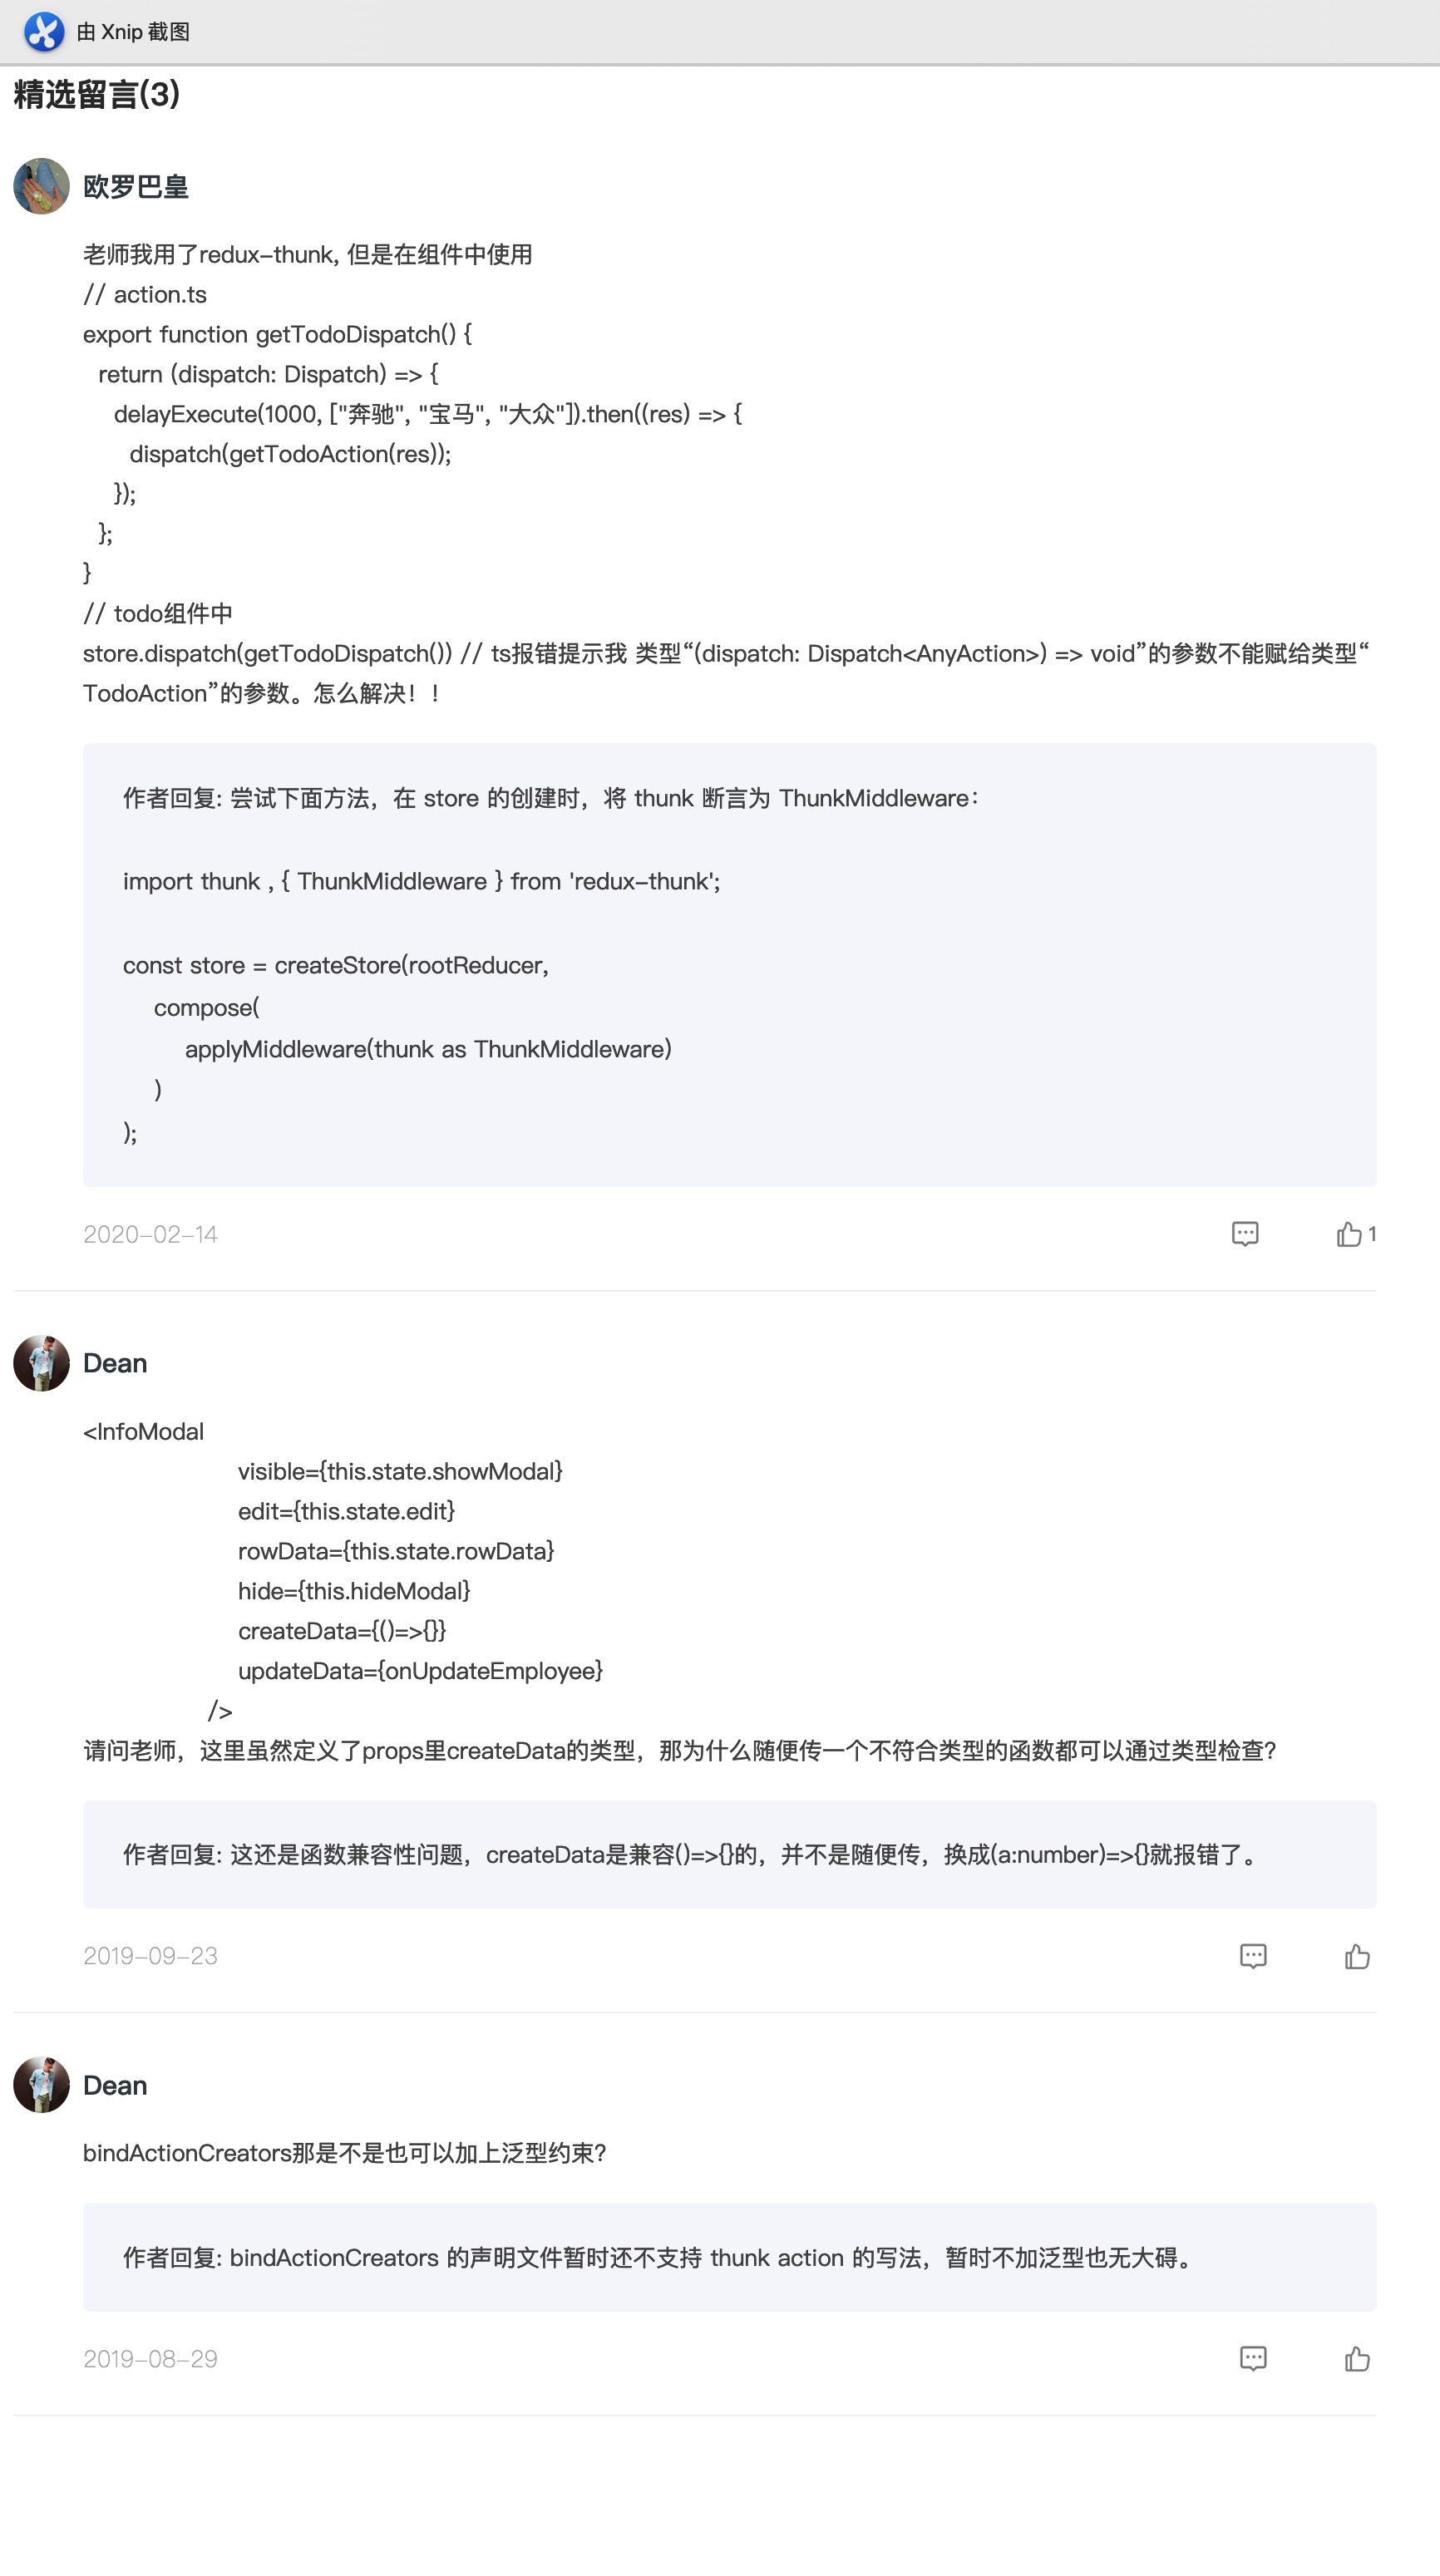 由 Xnip 截图
精选留言(3)
欧罗巴皇
老师我用了redux-thunk, 但是在组件中使用
// action.ts
export function getTodoDispatch() {
return (dispatch: Dispatch) => {
delayExecute(1000, ["奔驰", "宝马", "大众"]).then((res) => {
dispatch(getTodoAction(res));
});
};
}
// todo组件中
store.dispatch(getTodoDispatch()) // ts报错提示我 类型“(dispatch: Dispatch<AnyAction>) => void”的参数不能赋给类型“
TodoAction”的参数。怎么解决！！
作者回复: 尝试下面方法，在 store 的创建时，将 thunk 断言为 ThunkMiddleware：
import thunk , { ThunkMiddleware } from 'redux-thunk';
const store = createStore(rootReducer,
compose(
applyMiddleware(thunk as ThunkMiddleware)
)
);
2020-02-14
1
Dean
<InfoModal
visible={this.state.showModal}
edit={this.state.edit}
rowData={this.state.rowData}
hide={this.hideModal}
createData={()=>{}}
updateData={onUpdateEmployee}
/>
请问老师，这里虽然定义了props里createData的类型，那为什么随便传一个不符合类型的函数都可以通过类型检查?
作者回复: 这还是函数兼容性问题，createData是兼容()=>{}的，并不是随便传，换成(a:number)=>{}就报错了。
2019-09-23
Dean
bindActionCreators那是不是也可以加上泛型约束?
作者回复: bindActionCreators 的声明文件暂时还不支持 thunk action 的写法，暂时不加泛型也无大碍。
2019-08-29